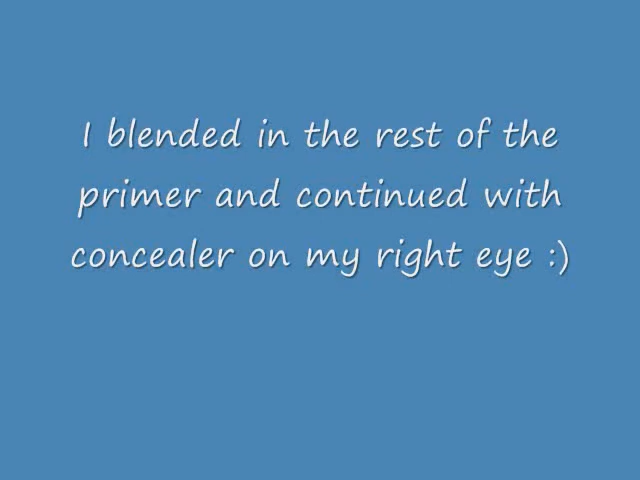 I blended in the rest of the
primer and continued with
concealer on my right eye :)